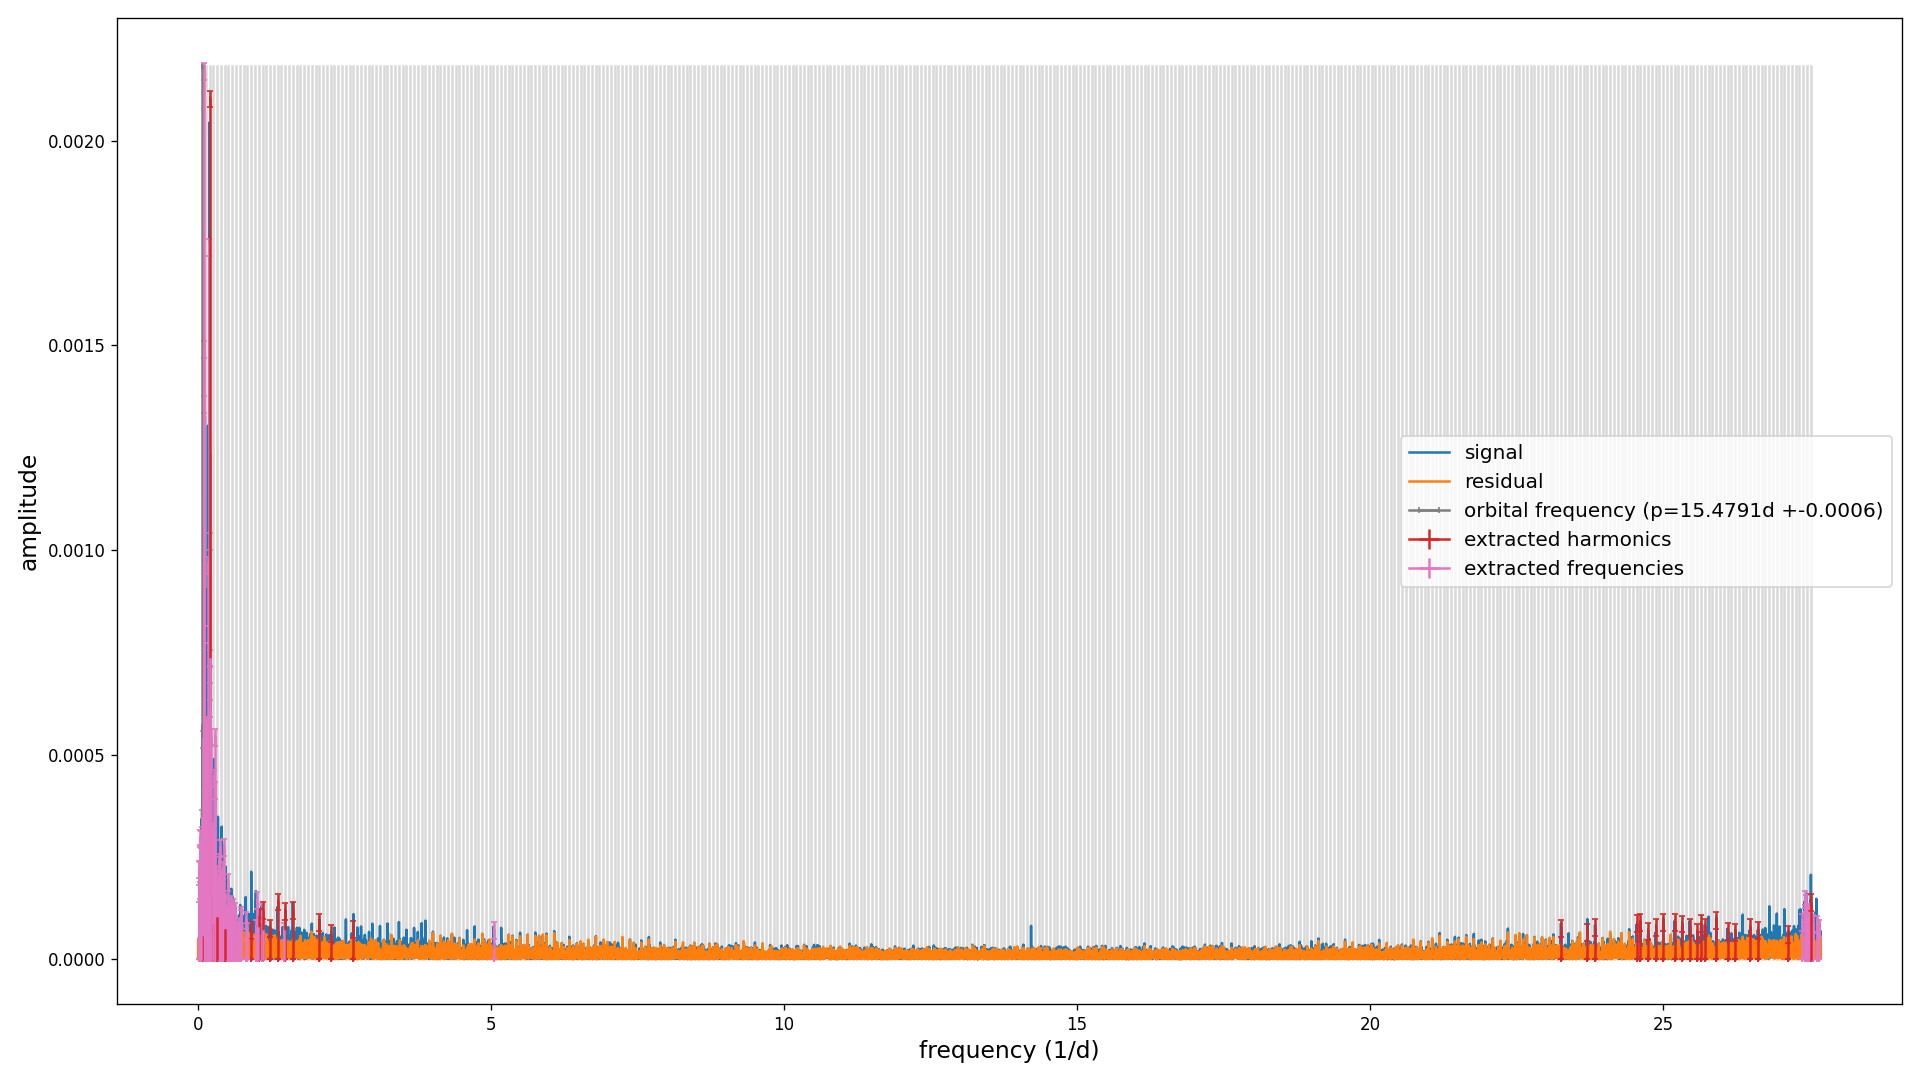 0.0020
0.0015
0.0010
0.0005
0.0000
amplitude
signal
residual
orbital frequency (p=15.4791d +-0.0006)
extracted harmonics
extracted frequencies
0 5 10 15 20 25
frequency (1/d)